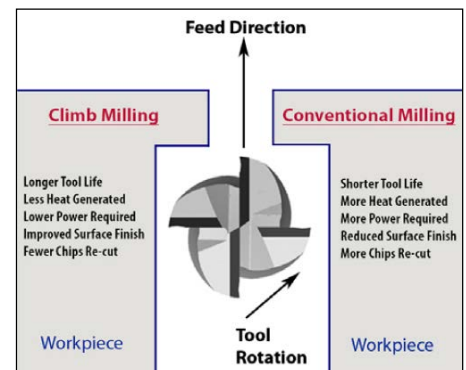 Feed Direction
Climb Milling
Longer Tool Life
Less Heat Generated
Lower Power Required
Improved Surface Finish
Fewer Chips Re-cut
Workpiece
Conventional Milling
Shorter Tool Life
More Heat Generated
More Power Required
Reduced Surface Finish
More Chips Re-cut
Workpiece
Tool
Rotation